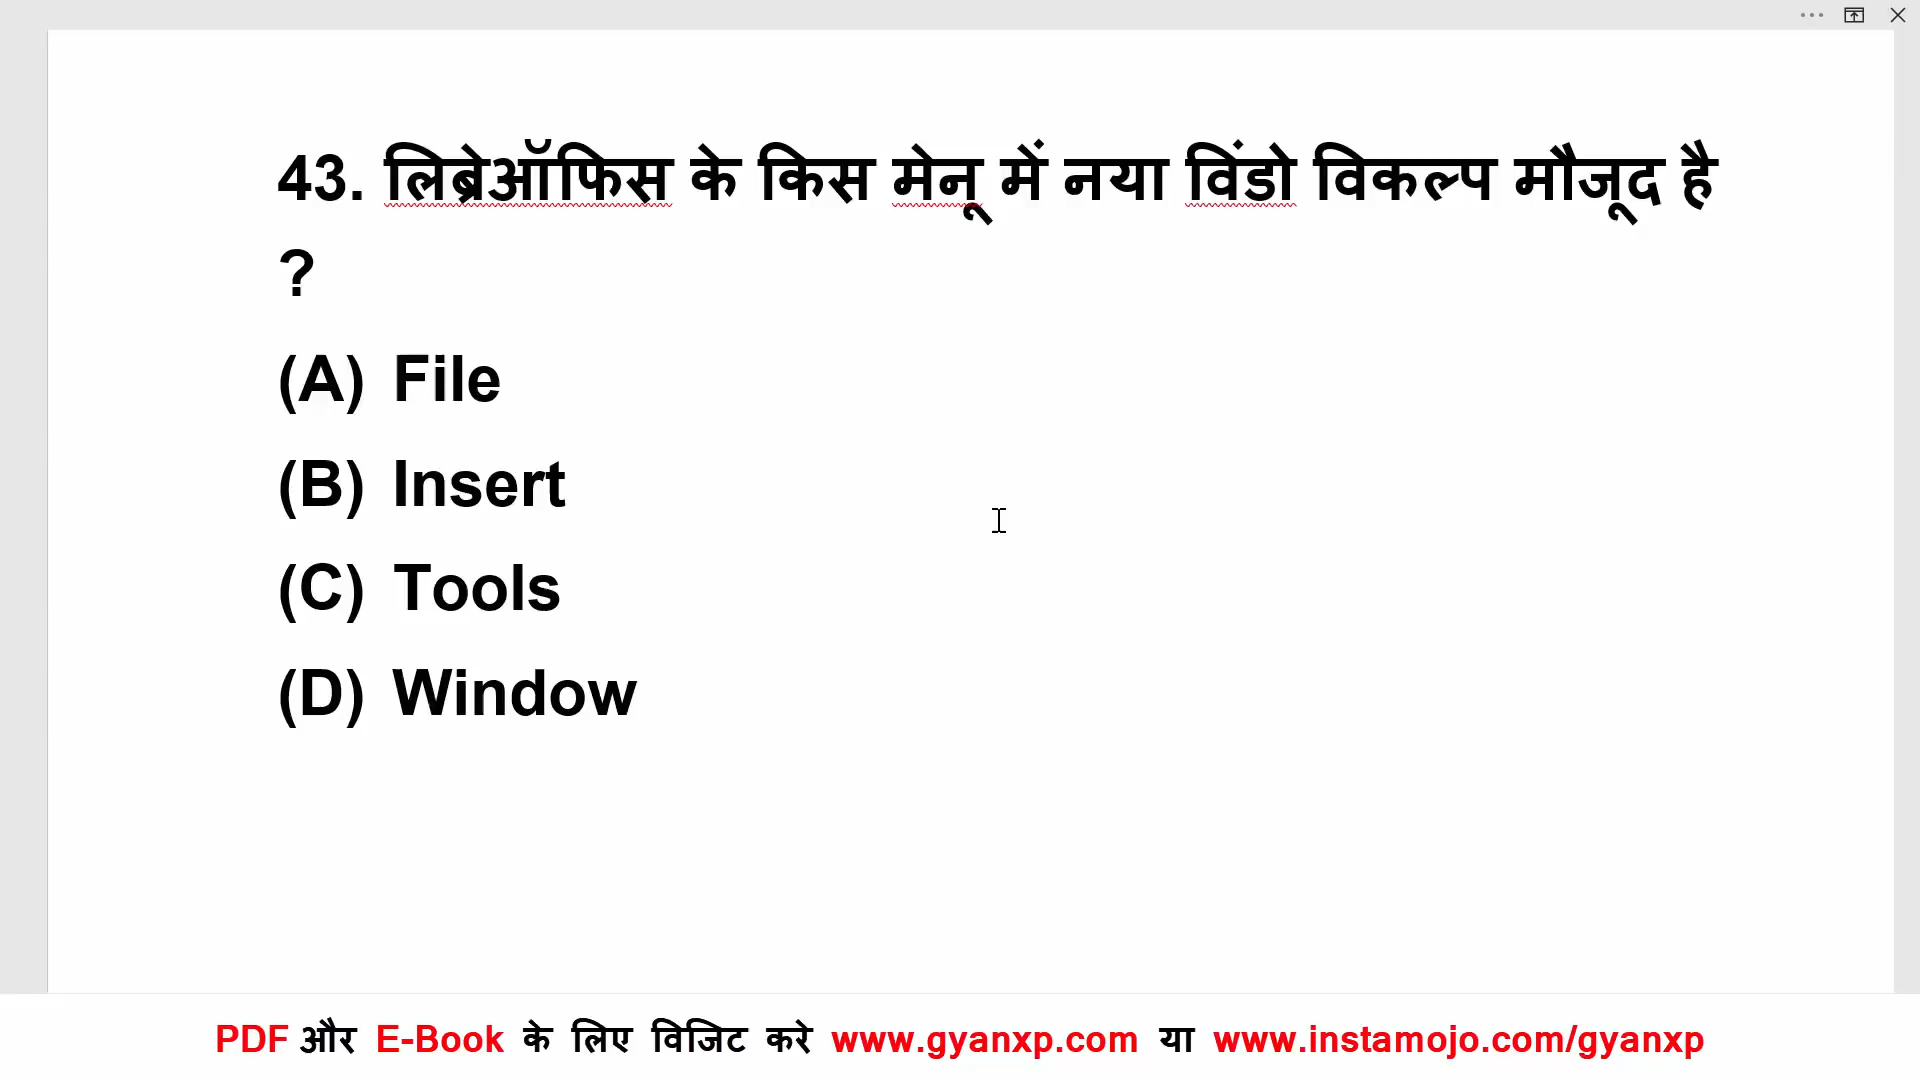 43. लिब्रेऑफिस के किस मेनू में नया विंडो विकल्प मौजूद है
?
(A) File
(B) Insert
(C) Tools
(D) Window
PDF और E-Book के लिए विजिट करे www.gyanxp.com या www.instamojo.com/gyanxp